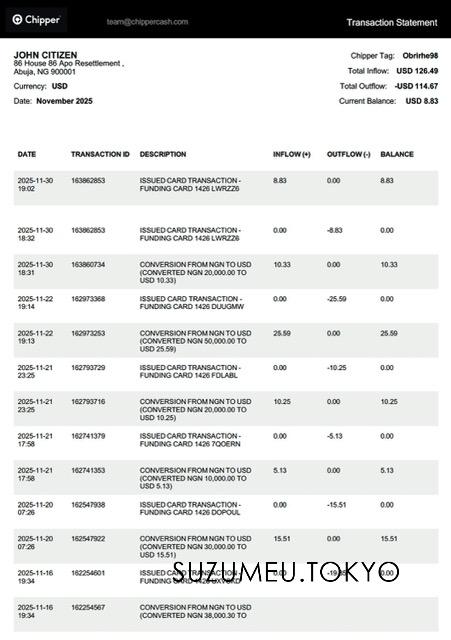 Chipper
team@chippercash.com
Transaction Statement
JOHN CITIZEN
86 House 86 Apo Resettlement ,
Abuja, NG 900001
Currency: USD
Date: November 2025
Chipper Tag: Obrirhe98
Total Inflow: USD 126.49
Total Outflow: -USD 114.67
Current Balance: USD 8.83
DATE TRANSACTION ID DESCRIPTION INFLOW (+) OUTFLOW (-) BALANCE
2025-11-30 163862853 ISSUED CARD TRANSACTION - 8.83 0.00 8.83
19:02 FUNDING CARD 1426 LWRZZ6
2025-11-30 163862853 ISSUED CARD TRANSACTION - 0.00 -8.83 0.00
18:32 FUNDING CARD 1426 LWRZZ6
2025-11-30 163860734 CONVERSION FROM NGN TO USD 10.33 0.00 10.33
18:31 (CONVERTED NGN 20,000.00 TO
USD 10.33)
2025-11-22 162973368 ISSUED CARD TRANSACTION - 0.00 -25.59 0.00
19:14 FUNDING CARD 1426 DUUGMW
2025-11-22 162973253 CONVERSION FROM NGN TO USD 25.59 0.00 25.59
19:13 (CONVERTED NGN 50,000.00 TO
USD 25.59)
2025-11-21 162793729 ISSUED CARD TRANSACTION - 0.00 -10.25 0.00
23:25 FUNDING CARD 1426 FDLABL
2025-11-21 162793716 CONVERSION FROM NGN TO USD 10.25 0.00 10.25
23:25 (CONVERTED NGN 20,000.00 TO
USD 10.25)
2025-11-21 162741379 ISSUED CARD TRANSACTION - 0.00 -5.13 0.00
17:58 FUNDING CARD 1426 7QOERN
2025-11-21 162741353 CONVERSION FROM NGN TO USD 5.13 0.00 5.13
17:58 (CONVERTED NGN 10,000.00 TO
USD 5.13)
2025-11-20 162547938 ISSUED CARD TRANSACTION - 0.00 -15.51 0.00
07:26 FUNDING CARD 1426 DOPOUL
2025-11-20 162547922 CONVERSION FROM NGN TO USD 15.51 0.00 15.51
07:26 (CONVERTED NGN 30,000.00 TO
USD 15.51)
2025-11-16 162254601 ISSUED CARD TRANSACTION - 0.00 0.00
19:34 FUNDING CARD 1426
SUZUMEU.TOKYO
2025-11-16 162254567 CONVERSION FROM NGN TO USD
19:34 (CONVERTED NGN 38,000.30 TO